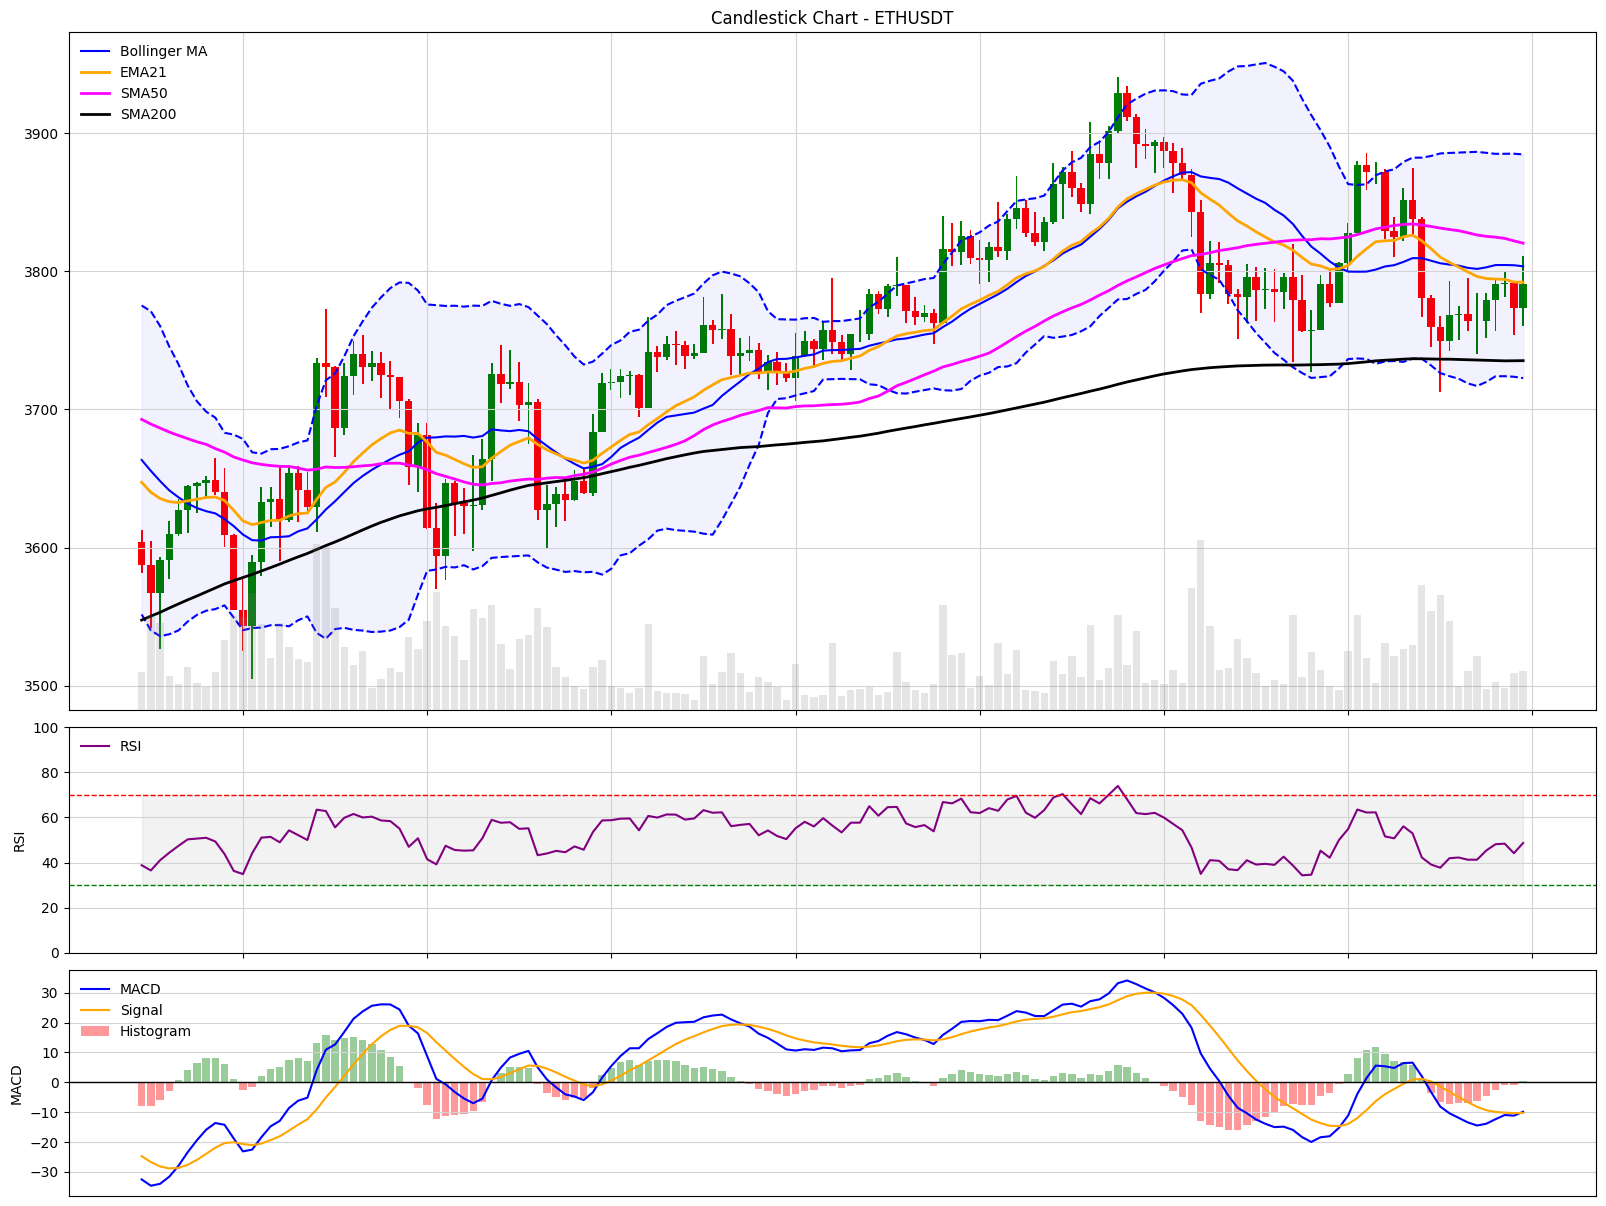 Candlestick Chart - ETHUSDT
Bollinger MA
EMA21
SMA50
SMA200
3900
3800
3700
3600
3500
100
RSI
80
60
RSI
40
20
0
MACD
30
Signal
20
Histogram
10
0
MACD
−10
−20
−30